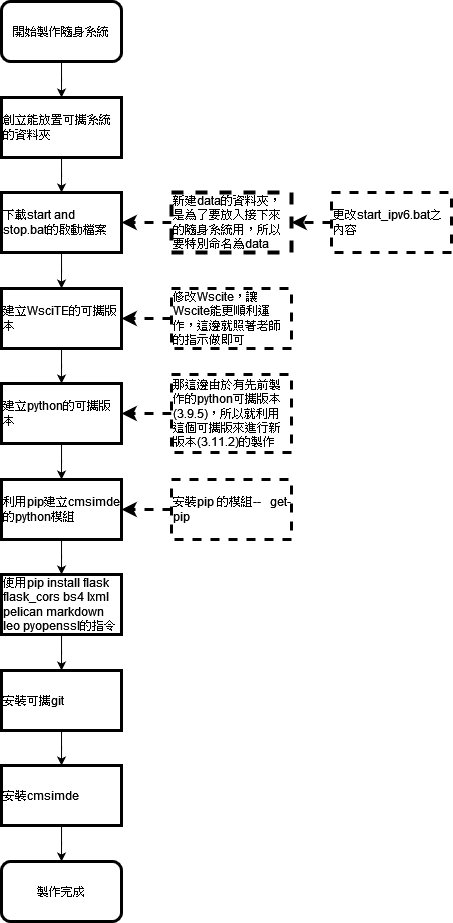 開始製作隨身系統
創立能放置可攜系統
的資料夾
下載start and
stop.bat的啟動檔案
新建data的資料夾，
是為了要放入接下來
的隨身系統用，所以
要特別命名為data
更改start_ipv6.bat之
內容
建立WsciTE的可攜版
本
修改Wscite，讓
Wscite能更順利運
作，這邊就照著老師
的指示做即可
建立python的可攜版
本
那這邊由於有先前製
作的python可攜版本
(3.9.5)，所以就利用
這個可攜版來進行新
版本(3.11.2)的製作
利用pip建立cmsimde
的python模組
安裝pip 的模組-- get-
pip
使用pip install flask
flask_cors bs4 lxml
pelican markdown
leo pyopenssl的指令
安裝可攜git
安裝cmsimde
製作完成